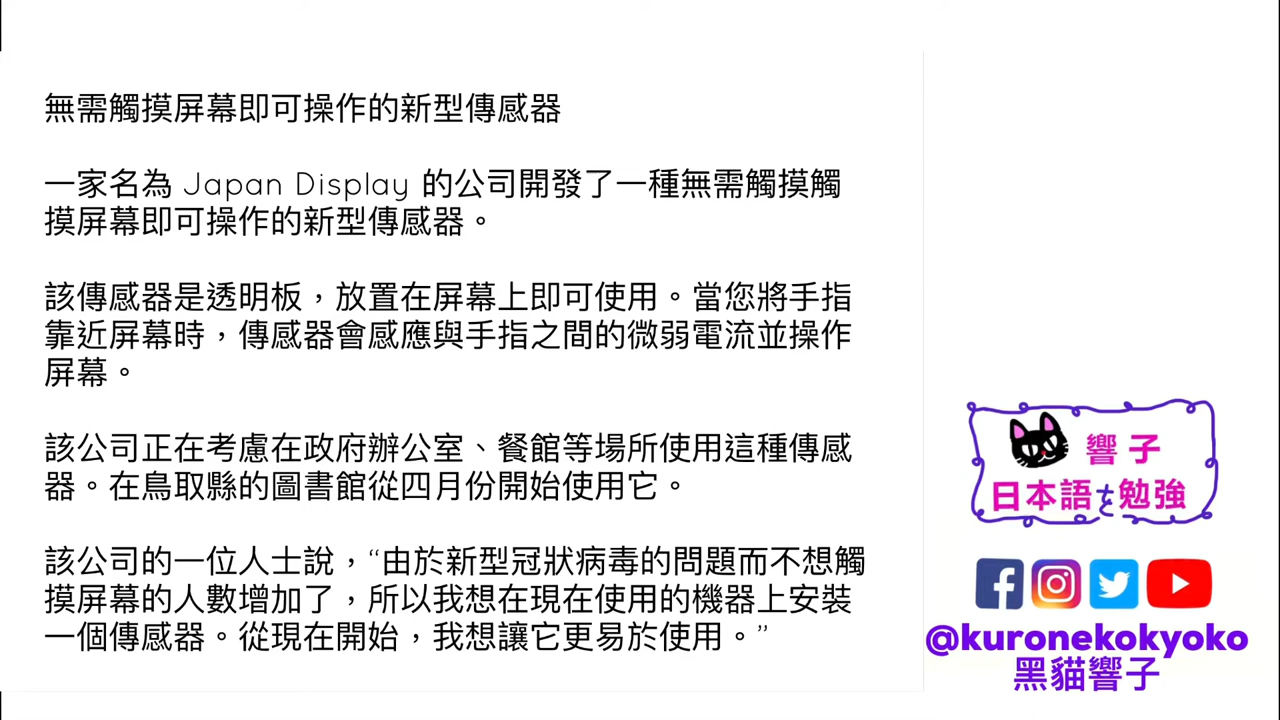 無需觸摸屏幕即可操作的新型傳感器
一家名為 Japan Display 的公司開發了一種無需觸摸觸
摸屏幕即可操作的新型傳感器。
該傳感器是透明板，放置在屏幕上即可使用。當您將手指
靠近屏幕時，傳感器會感應與手指之間的微弱電流並操作
屏幕。
該公司正在考慮在政府辦公室、餐館等場所使用這種傳感
器。在鳥取縣的圖書館從四月份開始使用它。
該公司的一位人士說，“由於新型冠狀病毒的問題而不想觸
摸屏幕的人數增加了，所以我想在現在使用的機器上安裝
一個傳感器。從現在開始，我想讓它更易於使用。”
響子
日本語を勉強
@kuronekokyoko
黑貓響子